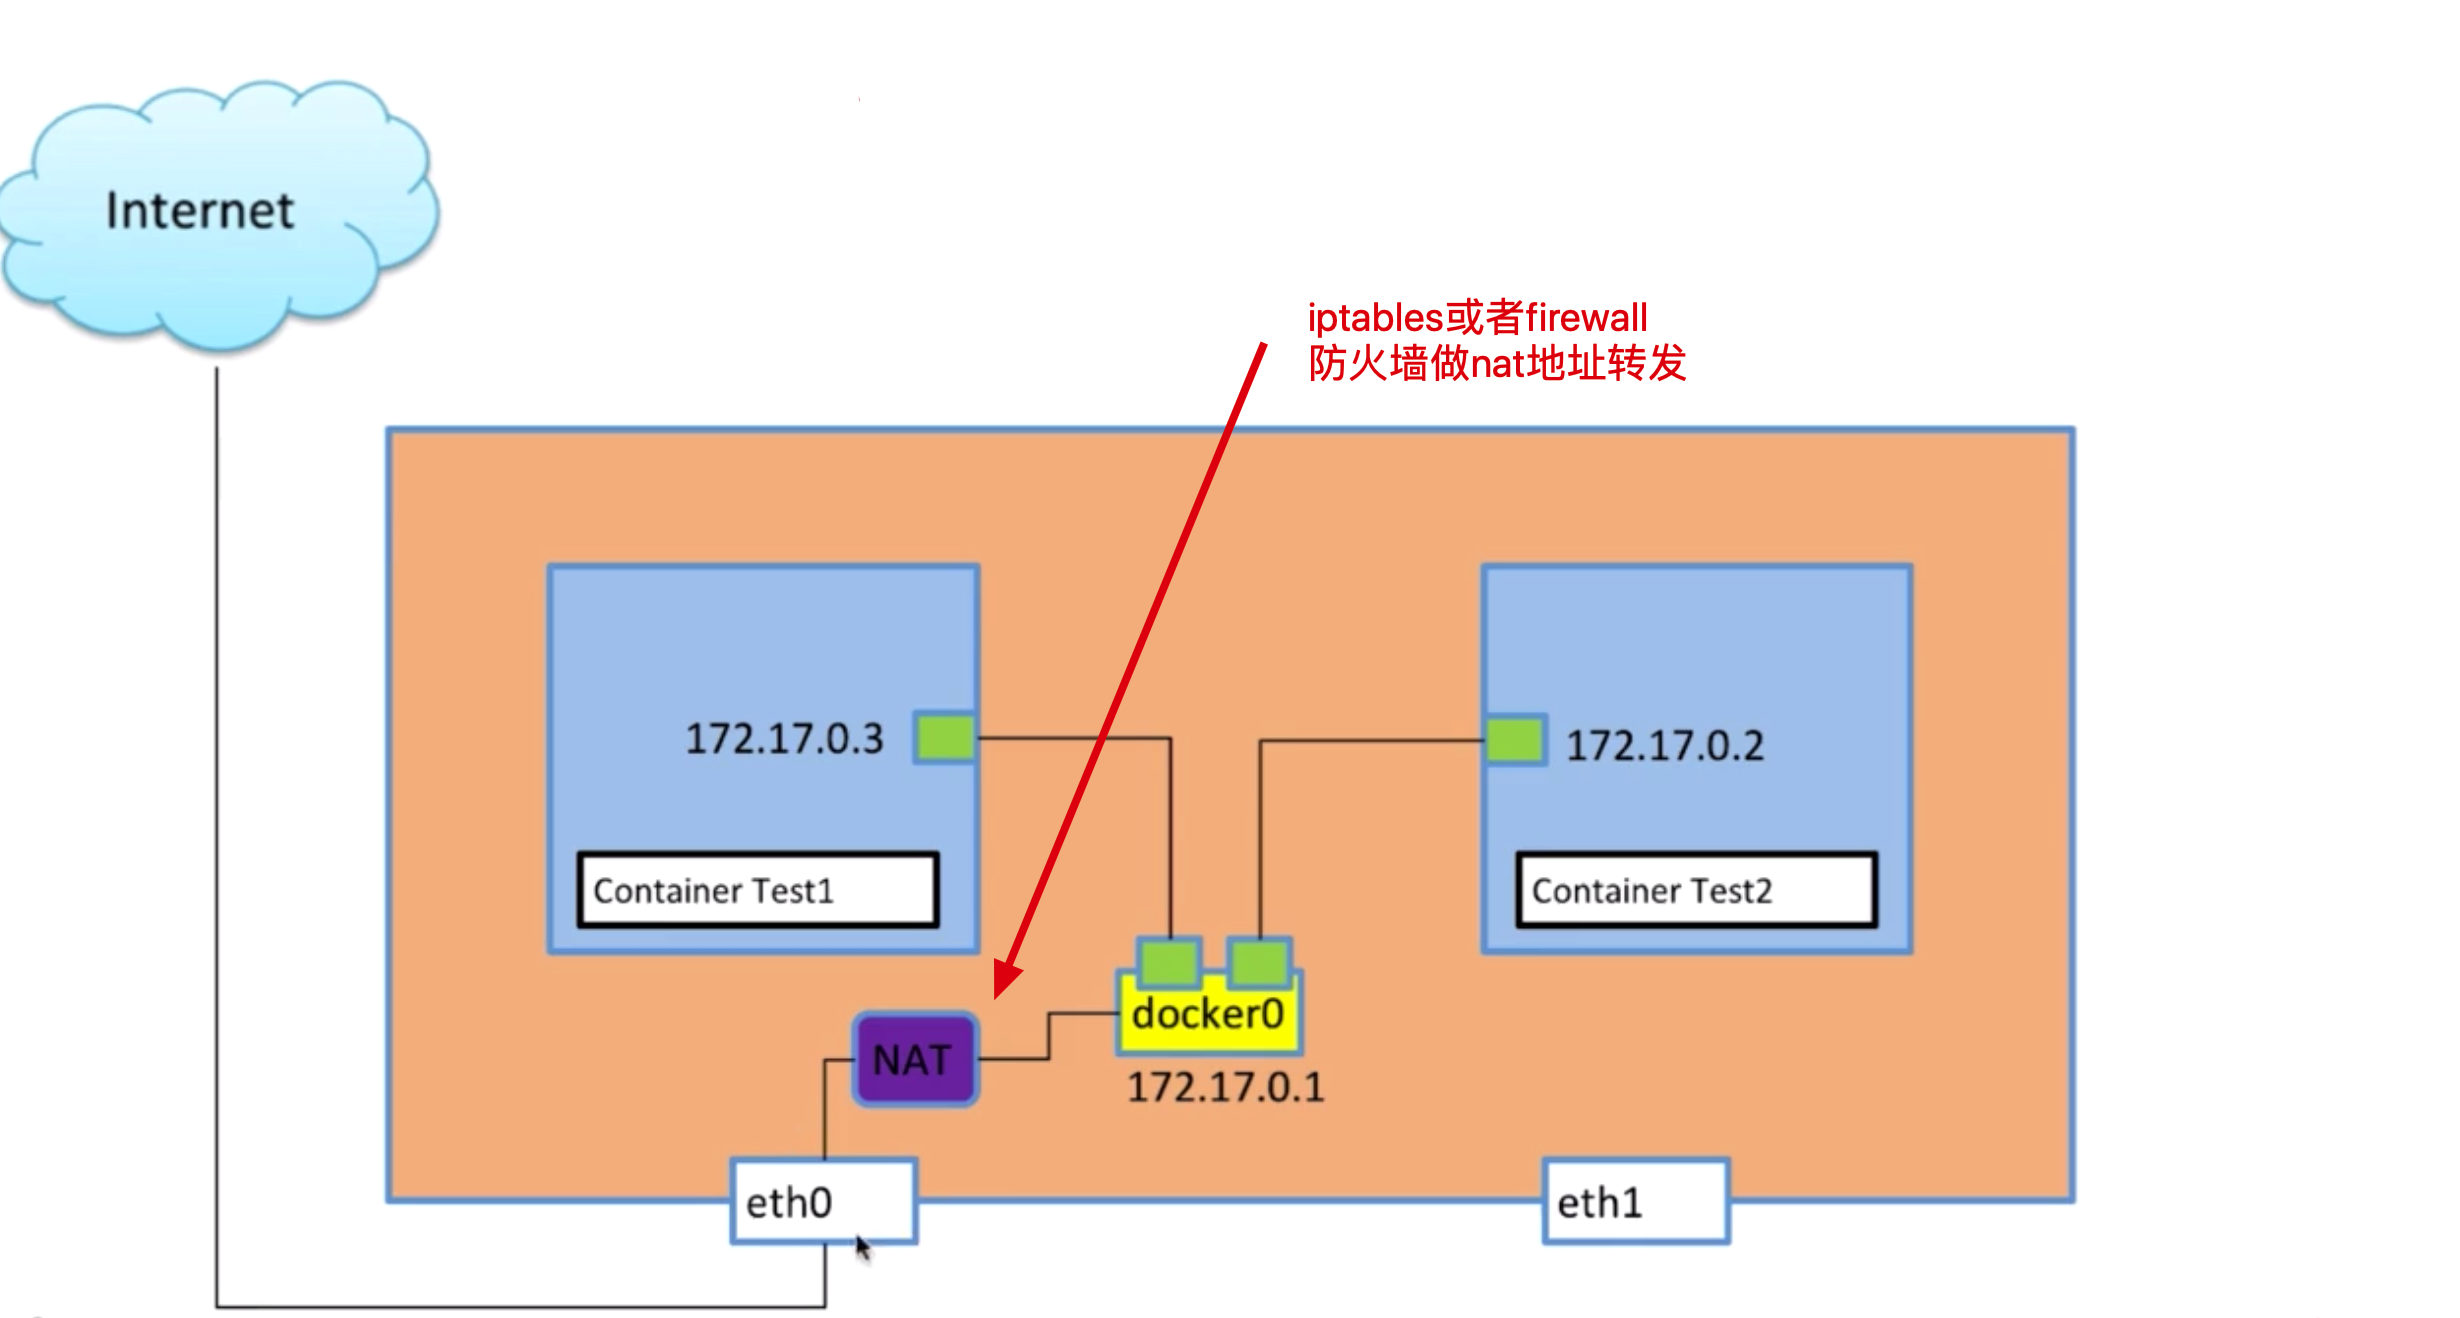 Internet
iptables或者firewall
防火墙做nat地址转发
172.17.0.3
172.17.0.2
Container Test1
Container Test2
docker0
NAT
172.17.0.1
eth0
eth1